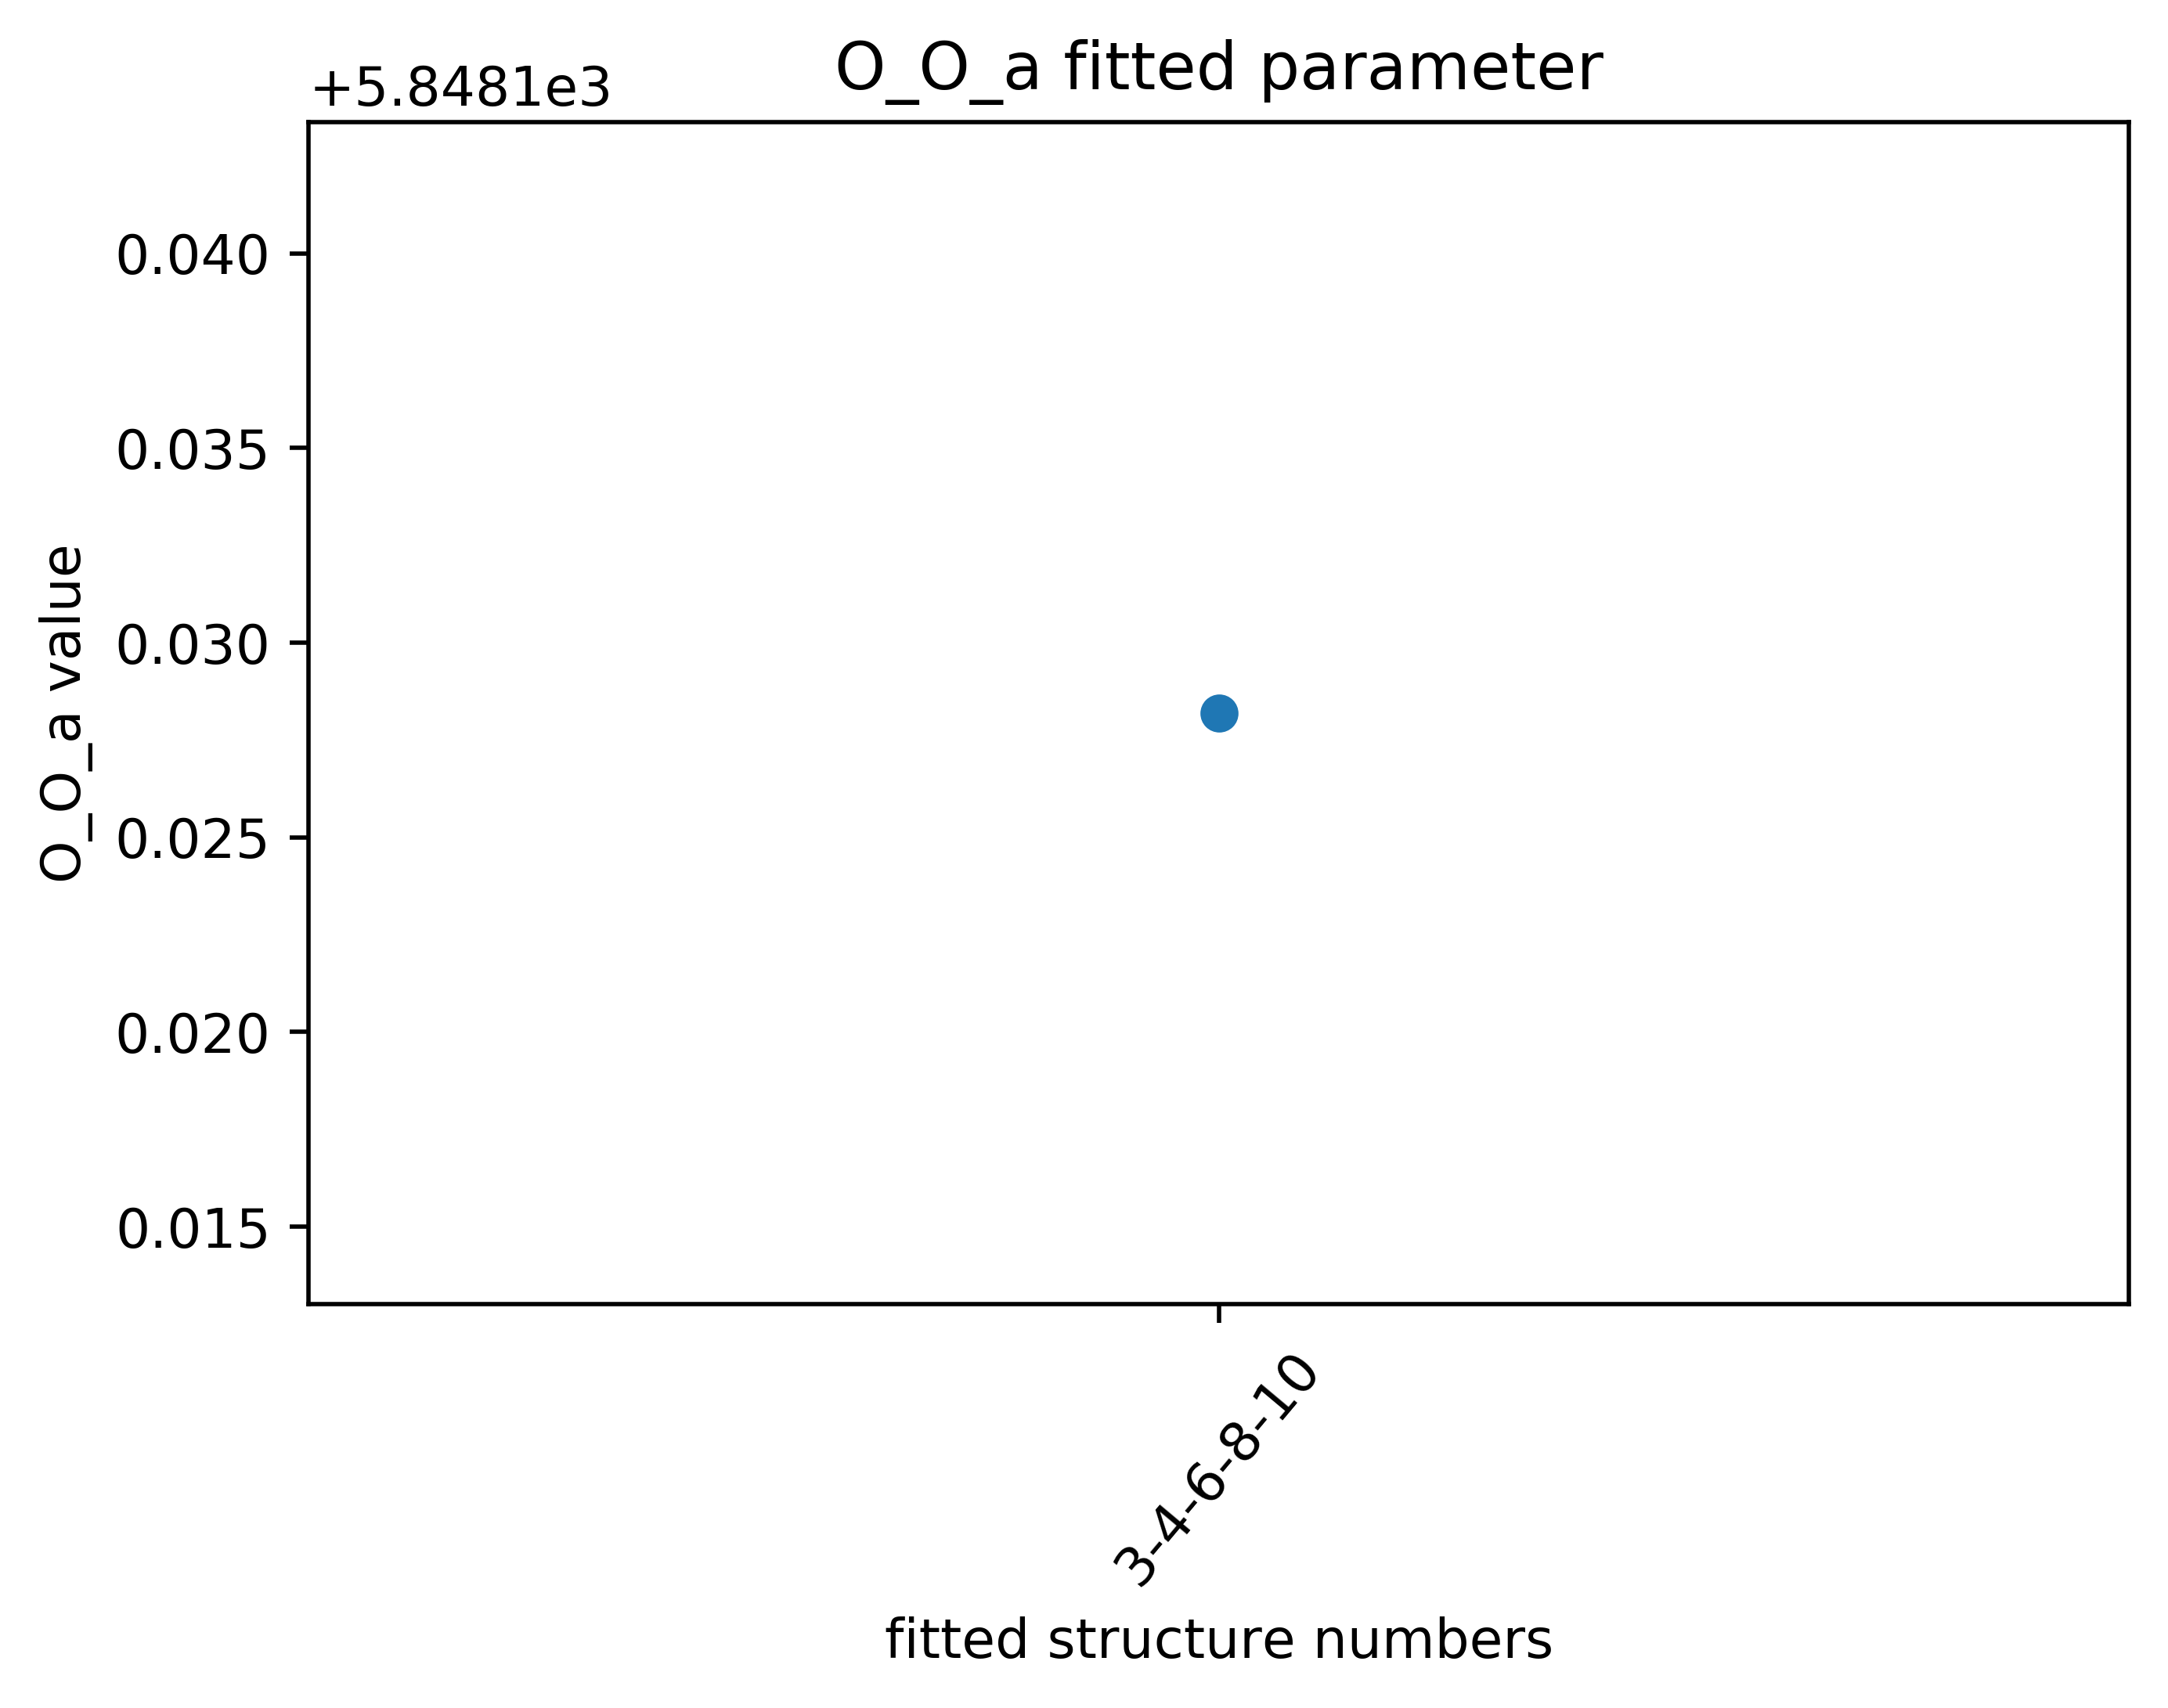 O_O_a fitted parameter
+5.8481e3
0.040
0.035
0.030
0.025
0.020
0.015
O_O_a value
3-4-6-8-10
fitted structure numbers